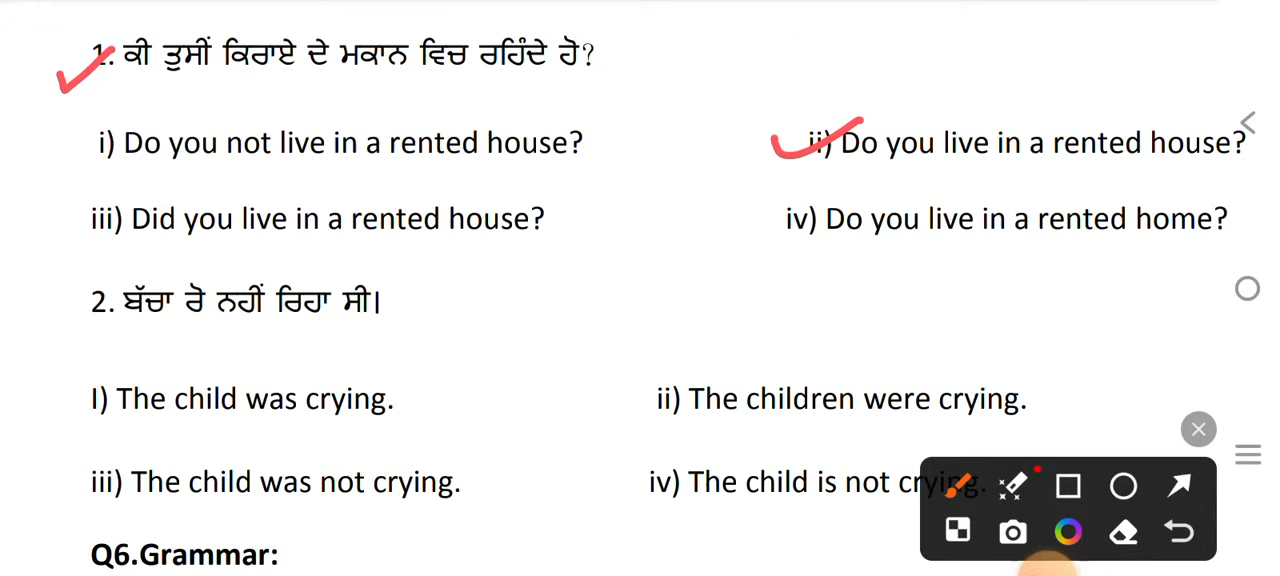 1. ਕੀ ਤੁਸੀਂ ਕਿਰਾਏ ਦੇ ਮਕਾਨ ਵਿਚ ਰਹਿੰਦੇ ਹੋ?
i) Do you not live in a rented house? ii) Do you live in a rented house?
iii) Did you live in a rented house? iv) Do you live in a rented home?
2. ਬੱਚਾ ਰੋ ਨਹੀਂ ਰਿਹਾ ਸੀ।
I) The child was crying. ii) The children were crying.
iii) The child was not crying. iv) The child is not crying.
Q6.Grammar: